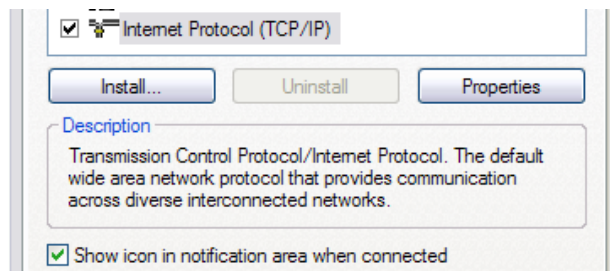 Internet Protocol (TCP/IP)
Install... Uninstall Properties
Description
Transmission Control Protocol/Internet Protocol. The default
wide area network protocol that provides communication
across diverse interconnected networks.
Show icon in notification area when connected